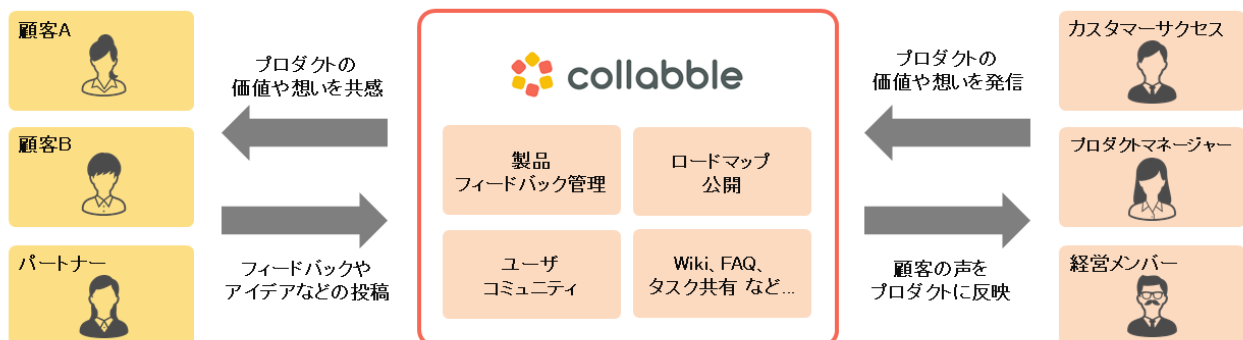 顧客A
顧客B
パートナー
プロダクトの
価値や想いを共感
フィードバックや
アイデアなどの投稿
collabble
製品
フィードバック管理
ロードマップ
公開
ユーザ
コミュニティ
Wiki、FAQ、
タスク共有 など...
プロダクトの
価値や想いを発信
顧客の声を
プロダクトに反映
カスタマーサクセス
プロダクトマネージャー
経営メンバー